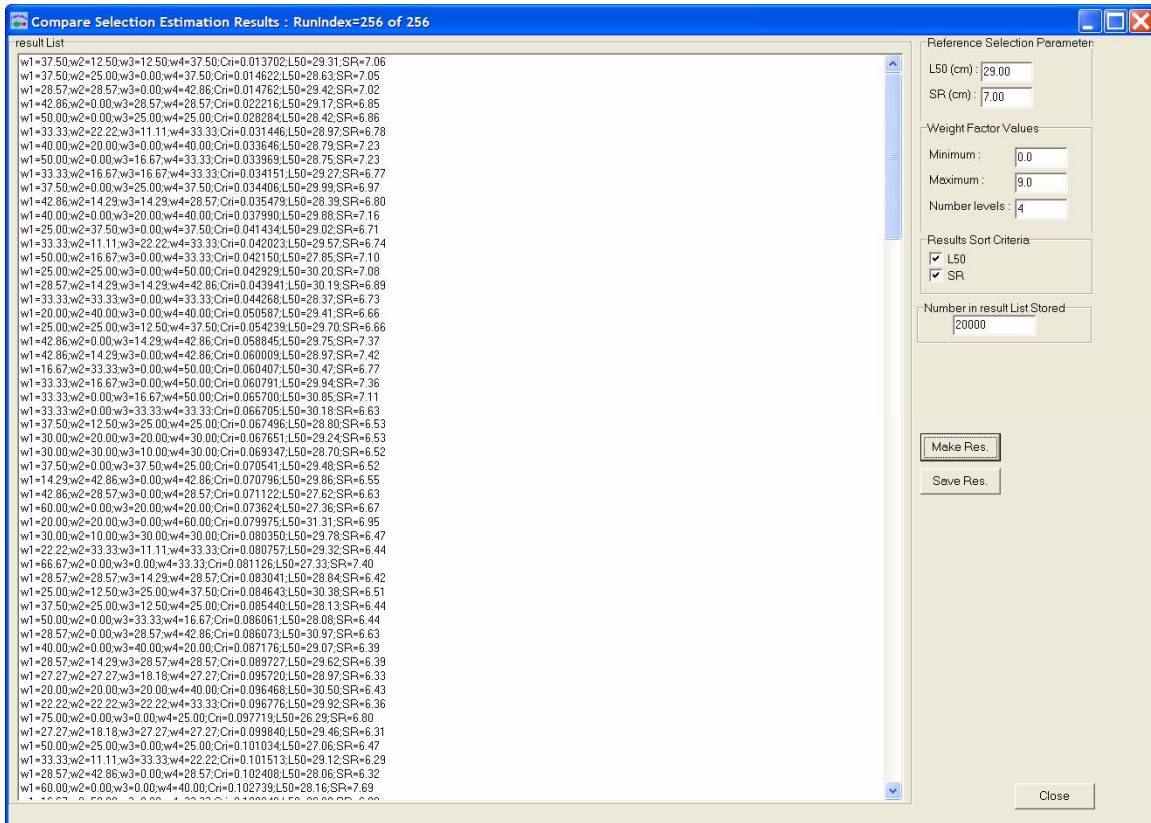 Compare Selection Estimation Results : RunIndex=256 of 256
result List
w1=37.50;w2=12.50;w3=12.50;w4=37.50;Cri=0.013702;L50=29.31;SR=7.06
w1=37.50;w2=25.00;w3=0.00;w4=37.50;Cri=0.014622;L50=28.63;SR=7.05
w1=28.57;w2=28.57;w3=0.00;w4=42.86;Cri=0.014762;L50=29.42;SR=7.02
w1=42.86;w2=0.00;w3=28.57;w4=28.57;Cri=0.022216;L50=29.17;SR=6.85
w1=50.00;w2=0.00;w3=25.00;w4=25.00;Cri=0.028284;L50=28.42;SR=6.86
w1=33.33;w2=22.22;w3=11.11;w4=33.33;Cri=0.031446;L50=28.97;SR=6.78
w1=40.00;w2=20.00;w3=0.00;w4=40.00;Cri=0.033646;L50=28.79;SR=7.23
w1=50.00;w2=0.00;w3=16.67;w4=33.33;Cri=0.033969;L50=28.75;SR=7.23
w1=33.33;w2=16.67;w3=16.67;w4=33.33;Cri=0.034151;L50=29.27;SR=6.77
w1=37.50;w2=0.00;w3=25.00;w4=37.50;Cri=0.034406;L50=29.99;SR=6.97
w1=42.86;w2=14.29;w3=14.29;w4=28.57;Cri=0.035479;L50=28.39;SR=6.80
w1=40.00;w2=0.00;w3=20.00;w4=40.00;Cri=0.037990;L50=29.88;SR=7.16
w1=25.00;w2=37.50;w3=0.00;w4=37.50;Cri=0.041434;L50=29.02;SR=6.71
w1=33.33;w2=11.11;w3=22.22;w4=33.33;Cri=0.042023;L50=29.57;SR=6.74
w1=50.00;w2=16.67;w3=0.00;w4=33.33;Cri=0.042150;L50=27.85;SR=7.10
w1=25.00;w2=25.00;w3=0.00;w4=50.00;Cri=0.042929;L50=30.20;SR=7.08
w1=28.57;w2=14.29;w3=14.29;w4=42.86;Cri=0.043941;L50=30.19;SR=6.89
w1=33.33;w2=33.33;w3=0.00;w4=33.33;Cri=0.044268;L50=28.37;SR=6.73
w1=20.00;w2=40.00;w3=0.00;w4=40.00;Cri=0.050587;L50=29.41;SR=6.66
w1=25.00;w2=25.00;w3=12.50;w4=37.50;Cri=0.054239;L50=29.70;SR=6.66
w1=42.86;w2=0.00;w3=14.29;w4=42.86;Cri=0.058845;L50=29.75;SR=7.37
w1=42.86;w2=14.29;w3=0.00;w4=42.86;Cri=0.060009;L50=28.97;SR=7.42
w1=16.67;w2=33.33;w3=0.00;w4=50.00;Cri=0.060407;L50=30.47;SR=6.77
w1=33.33;w2=16.67;w3=0.00;w4=50.00;Cri=0.060791;L50=29.94;SR=7.36
w1=33.33;w2=0.00;w3=16.67;w4=50.00;Cri=0.065700;L50=30.85;SR=7.11
w1=33.33;w2=0.00;w3=33.33;w4=33.33;Cri=0.066705;L50=30.18;SR=6.63
w1=37.50;w2=12.50;w3=25.00;w4=25.00;Cri=0.067496;L50=28.80;SR=6.53
w1=30.00;w2=20.00;w3=20.00;w4=30.00;Cri=0.067651;L50=29.24;SR=6.53
w1=30.00;w2=30.00;w3=10.00;w4=30.00;Cri=0.069347;L50=28.70;SR=6.52
w1=37.50;w2=0.00;w3=37.50;w4=25.00;Cri=0.070541;L50=29.48;SR=6.52
w1=14.29;w2=42.86;w3=0.00;w4=42.86;Cri=0.070796;L50=29.86;SR=6.55
w1=42.86;w2=28.57;w3=0.00;w4=28.57;Cri=0.071122;L50=27.62;SR=6.63
w1=60.00;w2=0.00;w3=20.00;w4=20.00;Cri=0.073624;L50=27.36;SR=6.67
w1=20.00;w2=20.00;w3=0.00;w4=60.00;Cri=0.079975;L50=31.31;SR=6.95
w1=30.00;w2=10.00;w3=30.00;w4=30.00;Cri=0.080350;L50=29.78;SR=6.47
w1=22.22;w2=33.33;w3=11.11;w4=33.33;Cri=0.080757;L50=29.32;SR=6.44
w1=66.67;w2=0.00;w3=0.00;w4=33.33;Cri=0.081126;L50=27.33;SR=7.40
w1=28.57;w2=28.57;w3=14.29;w4=28.57;Cri=0.083041;L50=28.84;SR=6.42
w1=25.00;w2=12.50;w3=25.00;w4=37.50;Cri=0.084643;L50=30.38;SR=6.51
w1=37.50;w2=25.00;w3=12.50;w4=25.00;Cri=0.085440;L50=28.13;SR=6.44
w1=50.00;w2=0.00;w3=33.33;w4=16.67;Cri=0.086061;L50=28.08;SR=6.44
w1=28.57;w2=0.00;w3=28.57;w4=42.86;Cri=0.086073;L50=30.97;SR=6.63
w1=40.00;w2=0.00;w3=40.00;w4=20.00;Cri=0.087176;L50=29.07;SR=6.39
w1=28.57;w2=14.29;w3=28.57;w4=28.57;Cri=0.089727;L50=29.62;SR=6.39
w1=27.27;w2=27.27;w3=18.18;w4=27.27;Cri=0.095720;L50=28.97;SR=6.33
w1=20.00;w2=20.00;w3=20.00;w4=40.00;Cri=0.096468;L50=30.50;SR=6.43
w1=22.22;w2=22.22;w3=22.22;w4=33.33;Cri=0.096776;L50=29.92;SR=6.36
w1=75.00;w2=0.00;w3=0.00;w4=25.00;Cri=0.097719;L50=26.29;SR=6.80
w1=27.27;w2=18.18;w3=27.27;w4=27.27;Cri=0.099840;L50=29.46;SR=6.31
w1=50.00;w2=25.00;w3=0.00;w4=25.00;Cri=0.101034;L50=27.06;SR=6.47
w1=33.33;w2=11.11;w3=33.33;w4=22.22;Cri=0.101513;L50=29.12;SR=6.29
w1=28.57;w2=42.86;w3=0.00;w4=28.57;Cri=0.102408;L50=28.06;SR=6.32
w1=60.00;w2=0.00;w3=0.00;w4=40.00;Cri=0.102739;L50=28.16;SR=7.69
Reference Selection Parameter:
L50 (cm) : 29.00
SR (cm) : 7.00
Weight Factor Values
Minimum : 0.0
Maximum : 9.0
Number levels : 4
Results Sort Criteria
L50
SR
Number in result List Stored
20000
Make Res.
Save Res.
Close